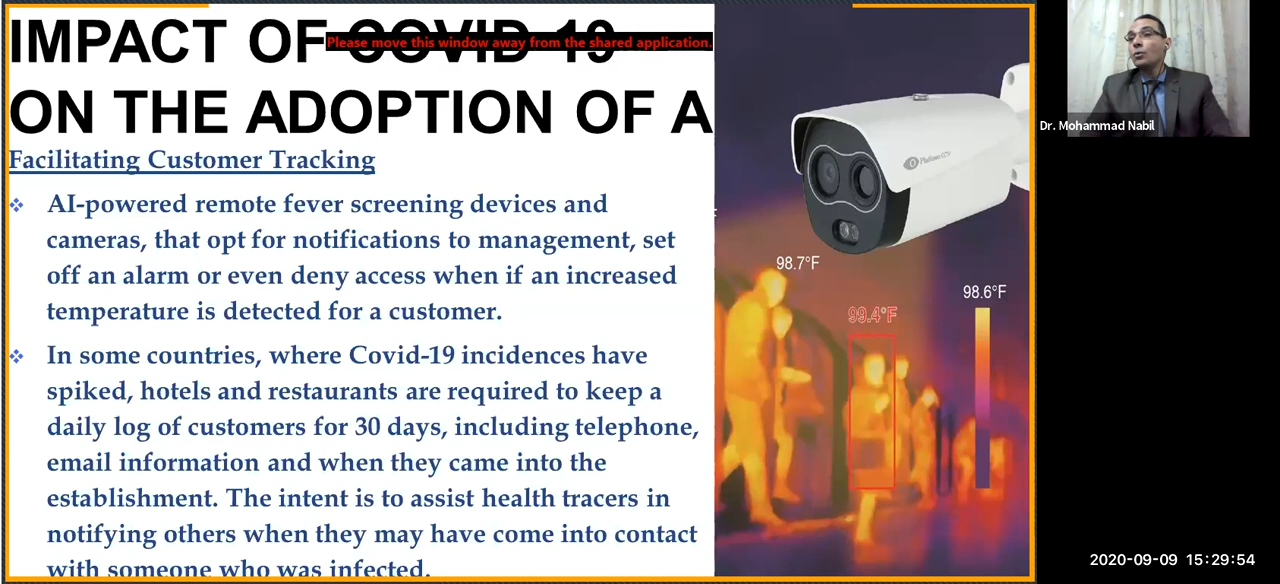 IMPACT OF COVID-19
Please move this window away from the shared application.
ON THE ADOPTION OF A
Facilitating Customer Tracking
AI-powered remote fever screening devices and
cameras, that opt for notifications to management, set
off an alarm or even deny access when if an increased
temperature is detected for a customer.
In some countries, where Covid-19 incidences have
spiked, hotels and restaurants are required to keep a
daily log of customers for 30 days, including telephone,
email information and when they came into the
establishment. The intent is to assist health tracers in
notifying others when they may have come into contact
with someone who was infected.
98.7°F
99.4°F
98.6°F
Dr. Mohammad Nabil
2020-09-09 15:29:54